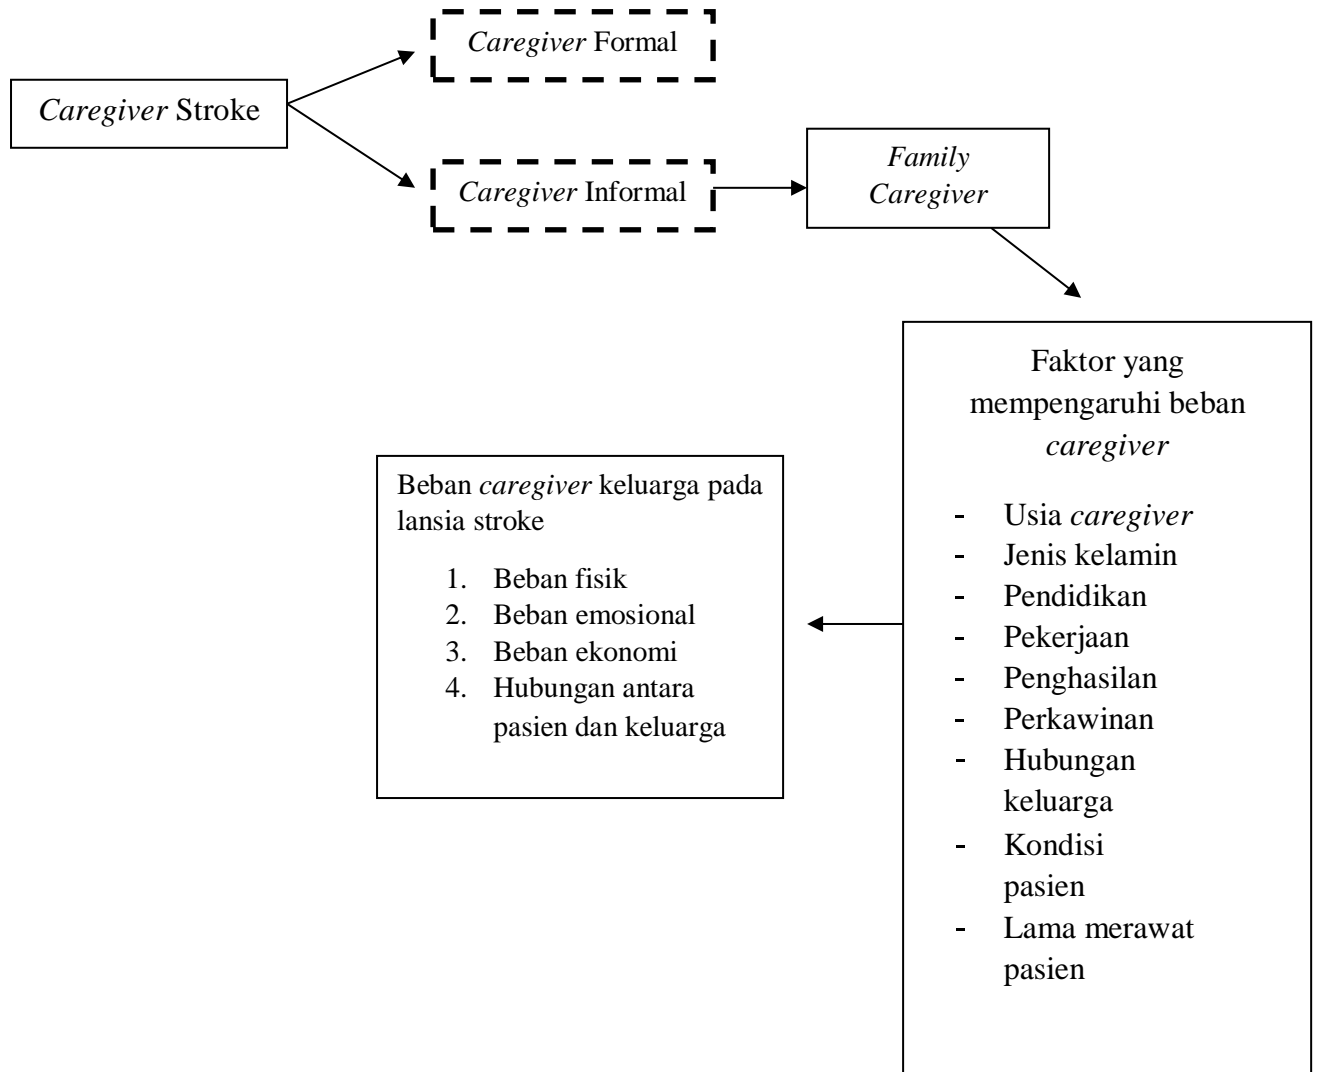 Caregiver Formal
Caregiver Stroke
Caregiver Informal
Family
Caregiver
Faktor yang
mempengaruhi beban
caregiver
- Usia caregiver
- Jenis kelamin
- Pendidikan
- Pekerjaan
- Penghasilan
- Perkawinan
- Hubungan
keluarga
- Kondisi
pasien
- Lama merawat
pasien
Beban caregiver keluarga pada
lansia stroke
1. Beban fisik
2. Beban emosional
3. Beban ekonomi
4. Hubungan antara
pasien dan keluarga